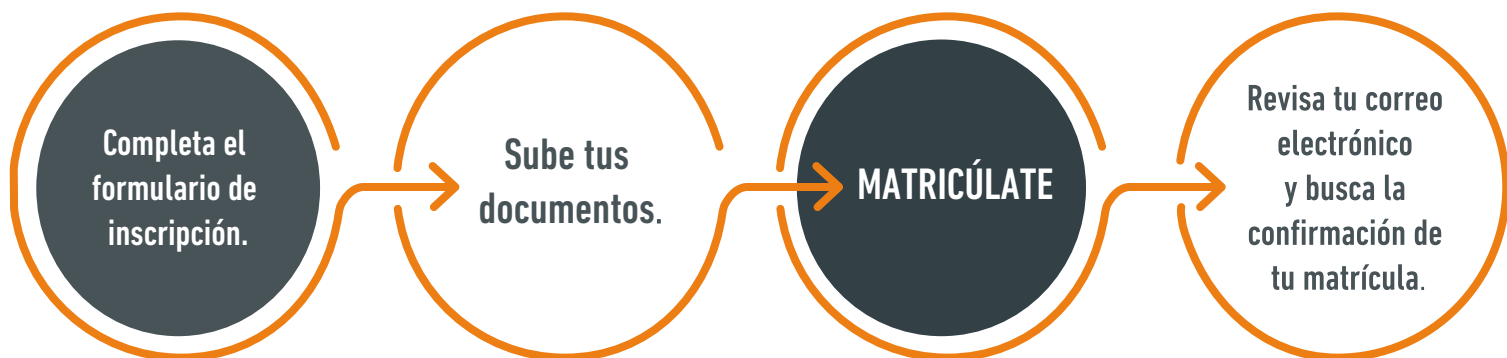 Completa el
formulario de
inscripción.
Sube tus
documentos.
MATRICÚLATE
Revisa tu correo
electrónico
y busca la
confirmación de
tu matrícula.